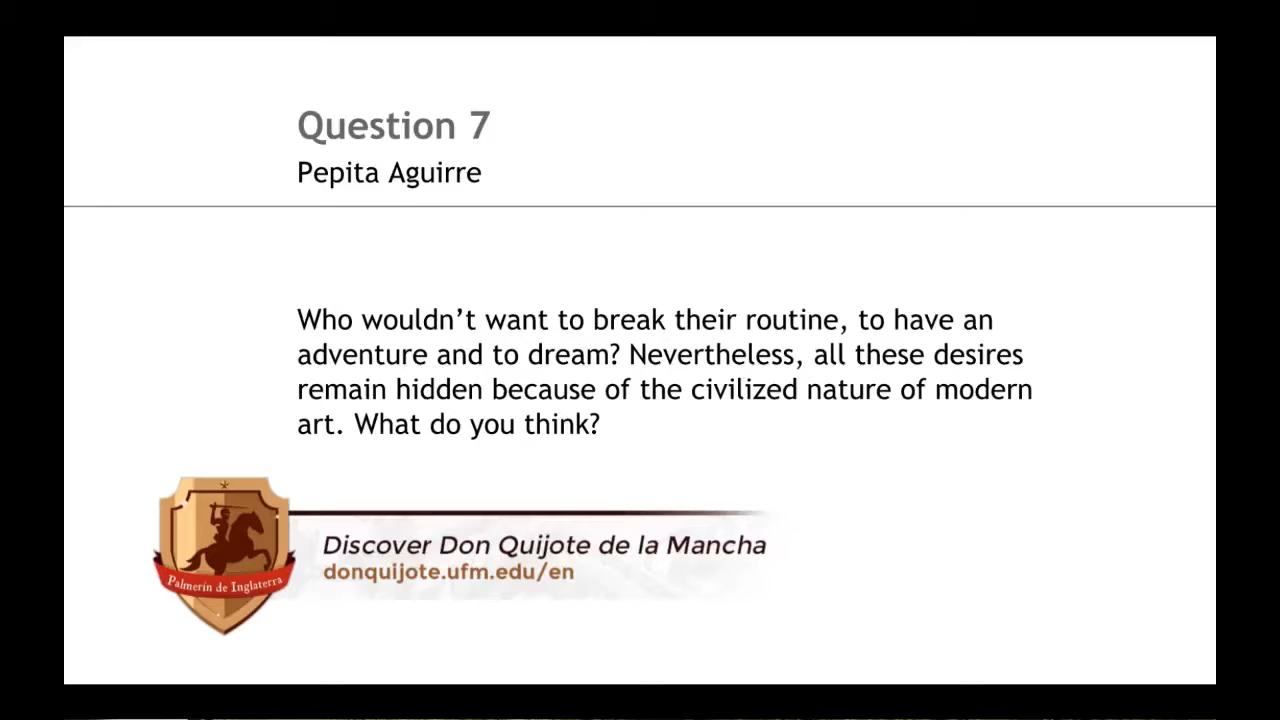 Question 7
Pepita Aguirre
Who wouldn't want to break their routine, to have an
adventure and to dream? Nevertheless, all these desires
remain hidden because of the civilized nature of modern
art. What do you think?
Discover Don Quijote de la Mancha
donquijote.ufm.edu/en
Palmerín de Inglaterra